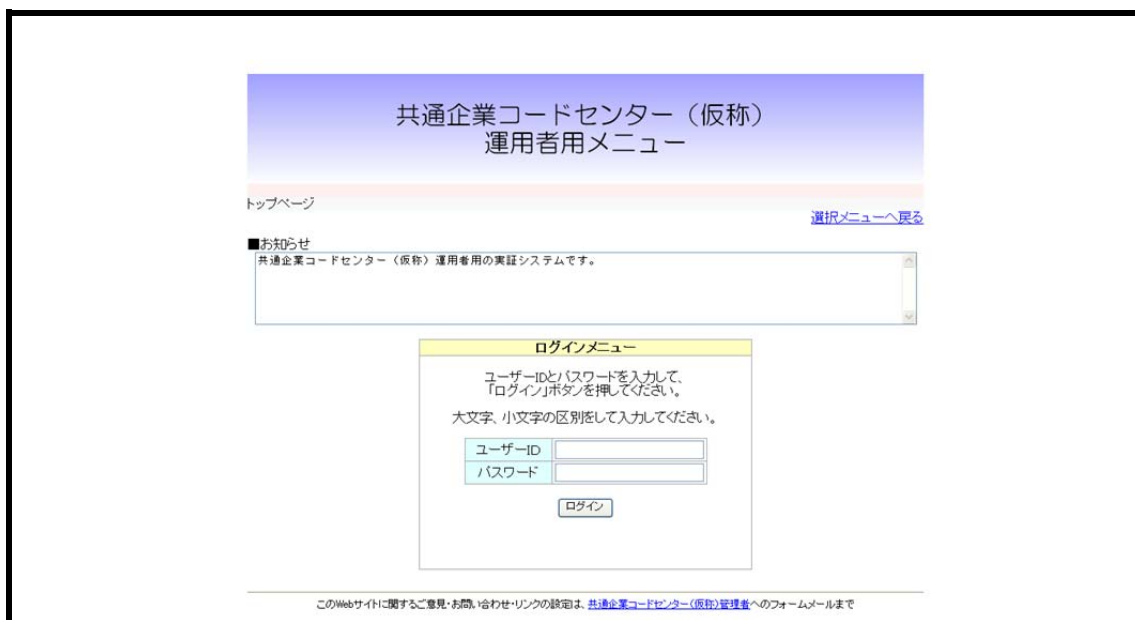 共通企業コードセンター（仮称）
運用者用メニュー
トップページ
選択メニューへ戻る
■お知らせ
共通企業コードセンター（仮称）運用者用の実証システムです。
ログインメニュー
ユーザーIDとパスワードを入力して、
「ログイン」ボタンを押してください。
大文字、小文字の区別をして入力してください。
ユーザーID
パスワード
ログイン
このWebサイトに関するご意見・お問い合わせ・リンクの設定は、共通企業コードセンター（仮称）管理者へのフォームメールまで